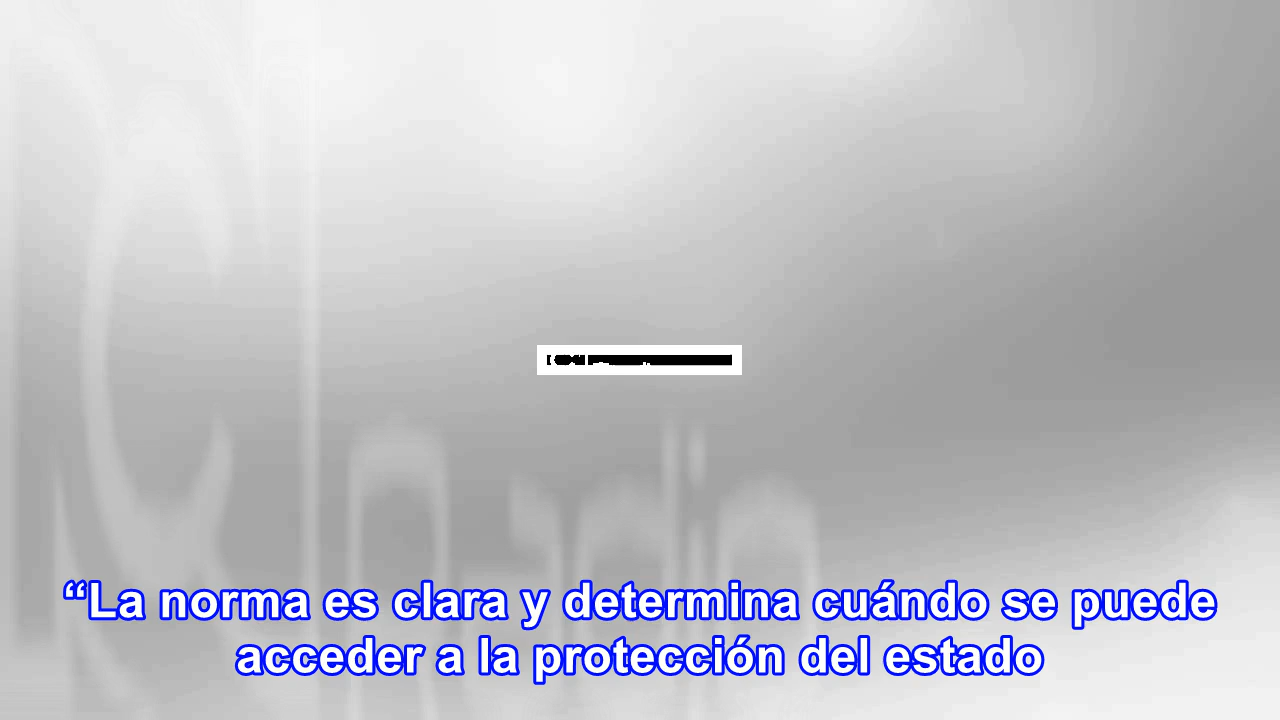 “La norma es clara y determina cuándo se puede
acceder a la protección del estado